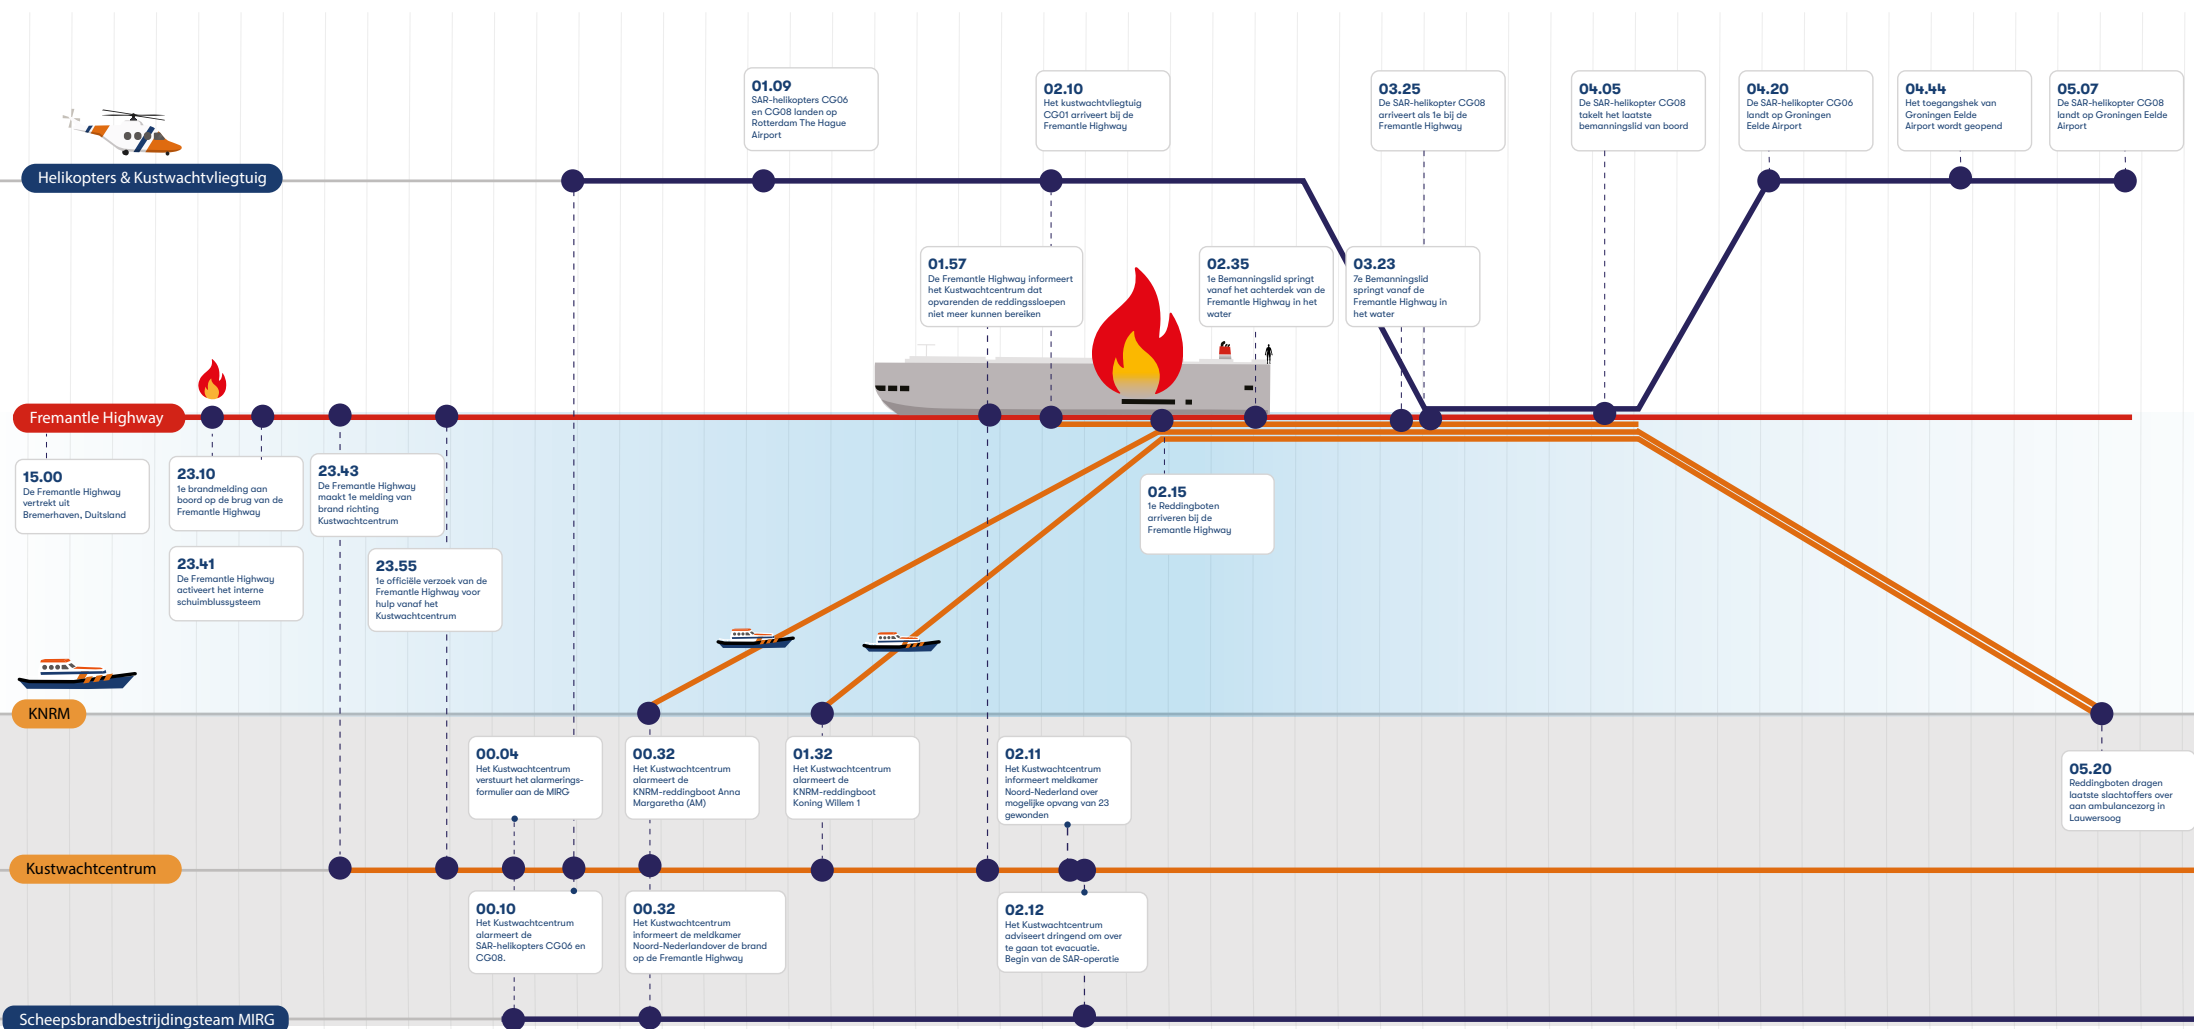 01.09
SAR-helikopters CG06
en CG08 landen op
Rotterdam The Hague
Airport
02.10
Het kustwachtvliegtuig
CG01 arriveert bij de
Fremantle Highway
03.25
De SAR-helikopter CG08
arriveert als 1e bij de
Fremantle Highway
04.05
De SAR-helikopter CG08
takelt het laatste
bemanningslid van boord
04.20
De SAR-helikopter CG06
landt op Groningen
Eelde Airport
04.44
Het toegangshek van
Groningen Eelde
Airport wordt geopend
05.07
De SAR-helikopter CG08
landt op Groningen Eelde
Airport
Helikopters & Kustwachtvliegtuig
01.57
De Fremantle Highway informeert
het Kustwachtcentrum dat
opvarenden de reddingssloepen
niet meer kunnen bereiken
02.35
1e Bemanningslid springt
vanaf het achterdek van de
Fremantle Highway in het
water
03.23
7e Bemanningslid
springt vanaf de
Fremantle Highway in
het water
Fremantle Highway
15.00
De Fremantle Highway
vertrekt uit
Bremerhaven, Duitsland
23.10
1e brandmelding aan
boord op de brug van de
Fremantle Highway
23.43
De Fremantle Highway
maakt 1e melding van
brand richting
Kustwachtcentrum
02.15
1e Reddingboten
arriveren bij de
Fremantle Highway
23.41
De Fremantle Highway
activeert het interne
schuimblussysteem
23.55
1e officiële verzoek van de
Fremantle Highway voor
hulp vanaf het
Kustwachtcentrum
KNRM
00.04
Het Kustwachtcentrum
verstuurt het alarmerings-
formulier aan de MIRG
00.32
Het Kustwachtcentrum
alarmeert de
KNRM-reddingboot Anna
Margaretha (AM)
01.32
Het Kustwachtcentrum
alarmeert de
KNRM-reddingboot
Koning Willem 1
02.11
Het Kustwachtcentrum
informeert meldkamer
Noord-Nederland over
mogelijke opvang van 23
gewonden
05.20
Reddingboten dragen
laatste slachtoffers over
aan ambulancezorg in
Lauwersoog
Kustwachtcentrum
00.10
Het Kustwachtcentrum
alarmeert de
SAR-helikopters CG06 en
CG08.
00.32
Het Kustwachtcentrum
informeert de meldkamer
Noord-Nederlandover de brand
op de Fremantle Highway
02.12
Het Kustwachtcentrum
adviseert dringend om over
te gaan tot evacuatie.
Begin van de SAR-operatie
Scheepsbrandbestrijdingsteam MIRG